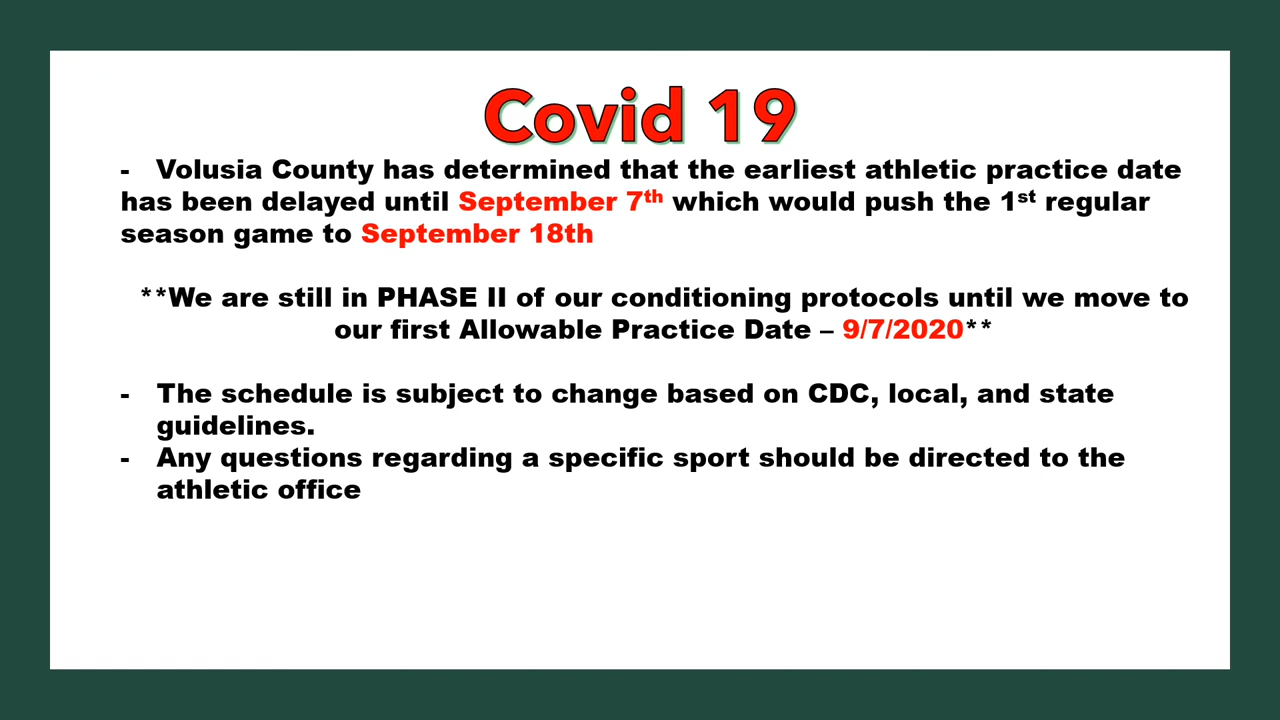 Covid 19
- Volusia County has determined that the earliest athletic practice date
has been delayed until September 7th which would push the 1st regular
season game to September 18th
**We are still in PHASE II of our conditioning protocols until we move to
our first Allowable Practice Date – 9/7/2020**
- The schedule is subject to change based on CDC, local, and state
guidelines.
- Any questions regarding a specific sport should be directed to the
athletic office